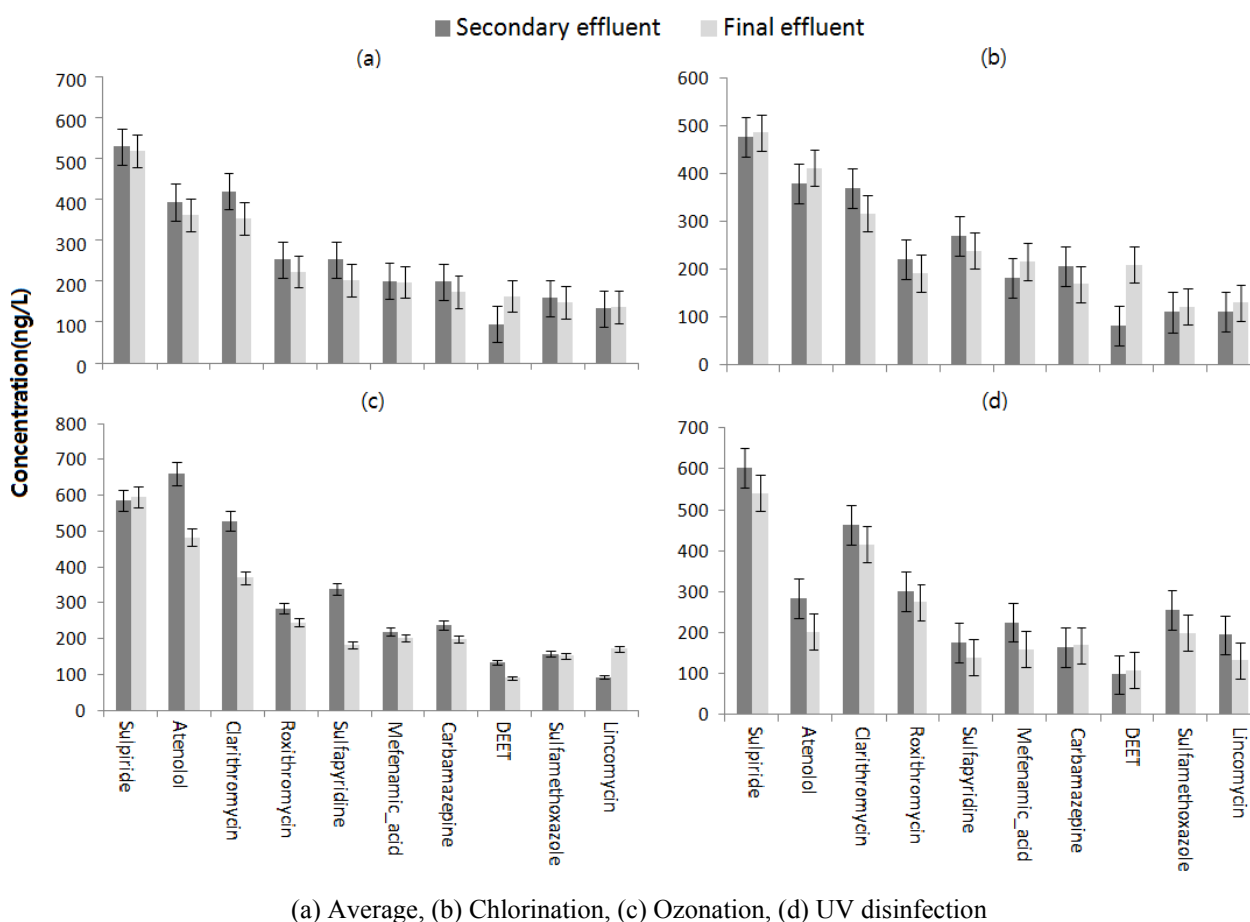 Secondary effluent Final effluent
(a) (b)
700
600
500
400
300
200
100
0
600
500
400
300
200
100
0
Concentration(ng/L)
(c) (d)
800
700
600
500
400
300
200
100
0
700
600
500
400
300
200
100
0
Sulpiride
Atenolol
Clarithromycin
Roxithromycin
Sulfapyridine
Mefenamic_acid
Carbamazepine
DEET
Sulfamethoxazole
Lincomycin
Sulpiride
Atenolol
Clarithromycin
Roxithromycin
Sulfapyridine
Mefenamic_acid
Carbamazepine
DEET
Sulfamethoxazole
Lincomycin
(a) Average, (b) Chlorination, (c) Ozonation, (d) UV disinfection